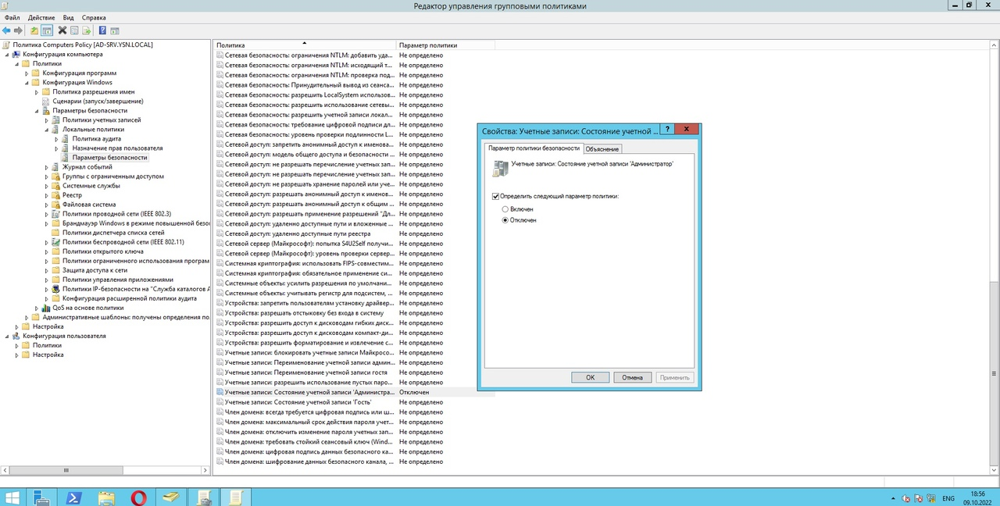 Редактор управления групповыми политиками
Файл Действие Вид Справка
Политика Computers Policy [AD-SRV.YSN.LOCAL]
Конфигурация компьютера
Политики
Конфигурация программ
Конфигурация Windows
Политика разрешения имен
Сценарии (запуск/завершение)
Параметры безопасности
Политики учетных записей
Локальные политики
Политика аудита
Назначение прав пользователя
Параметры безопасности
Журнал событий
Группы с ограниченным доступом
Системные службы
Реестр
Файловая система
Политики проводной сети (IEEE 802.3)
Брандмауэр Windows в режиме повышенной безо
Политики диспетчера списка сетей
Политики беспроводной сети (IEEE 802.11)
Политики открытого ключа
Политики ограниченного использования програм
Защита доступа к сети
Политики управления приложениями
Политики IP-безопасности на "Служба каталогов A
Конфигурация расширенной политики аудита
QoS на основе политики
Административные шаблоны: получены определения по
Настройка
Конфигурация пользователя
Политики
Настройка
Политика Параметр политики
Сетевая безопасность: ограничения NTLM: добавить уда... Не определено
Сетевая безопасность: ограничения NTLM: исходящий т... Не определено
Сетевая безопасность: ограничения NTLM: проверка под... Не определено
Сетевая безопасность: Принудительный вывод из сеанса... Не определено
Сетевая безопасность: разрешить LocalSystem использов... Не определено
Сетевая безопасность: разрешить использование сетевы... Не определено
Сетевая безопасность: разрешить учетной записи локал... Не определено
Сетевая безопасность: требование цифровой подписи дл... Не определено
Сетевая безопасность: уровень проверки подлинности L... Не определено
Сетевой доступ: запретить анонимный доступ к именова... Не определено
Сетевой доступ: модель общего доступа и безопасности ... Не определено
Сетевой доступ: не разрешать перечисление учетных зап... Не определено
Сетевой доступ: не разрешать перечисление учетных зап... Не определено
Сетевой доступ: не разрешать хранение паролей или уче... Не определено
Сетевой доступ: разрешать анонимный доступ к именов... Не определено
Сетевой доступ: разрешать анонимный доступ к общим ... Не определено
Сетевой доступ: разрешать применение разрешений "Дл... Не определено
Сетевой доступ: удаленно доступные пути и вложенные ... Не определено
Сетевой доступ: удаленно доступные пути реестра Не определено
Сетевой сервер (Майкрософт): попытка S4U2Self получи... Не определено
Сетевой сервер (Майкрософт): уровень проверки сервер... Не определено
Системная криптография: использовать FIPS-совместим... Не определено
Системная криптография: обязательное применение си... Не определено
Системные объекты: усилить разрешения по умолчани... Не определено
Системные объекты: учитывать регистр для подсистем, ... Не определено
Устройства: запретить пользователям установку драйвер... Не определено
Устройства: разрешать отстыковку без входа в систему Не определено
Устройства: разрешить доступ к дисководам гибких диск... Не определено
Устройства: разрешить доступ к дисководам компакт-ди... Не определено
Устройства: разрешить форматирование и извлечение с... Не определено
Учетные записи: блокировать учетные записи Майкросо... Не определено
Учетные записи: Переименование учетной записи админ... Не определено
Учетные записи: Переименование учетной записи гостя Не определено
Учетные записи: разрешить использование пустых паро... Не определено
Учетные записи: Состояние учетной записи 'Администра... Отключен
Учетные записи: Состояние учетной записи 'Гость' Не определено
Член домена: всегда требуется цифровая подпись или ш... Не определено
Член домена: максимальный срок действия пароля учет... Не определено
Член домена: отключить изменение пароля учетных зап... Не определено
Член домена: требовать стойкий сеансовый ключ (Wind... Не определено
Член домена: цифровая подпись данных безопасного ка... Не определено
Член домена: шифрование данных безопасного канала, ... Не определено
Свойства: Учетные записи: Состояние учетной ... ?
Параметр политики безопасности Объяснение
Учетные записи: Состояние учетной записи 'Администратор'
Определить следующий параметр политики:
Включен
Отключен
ОК Отмена Применить
ENG 18:56
09.10.2022